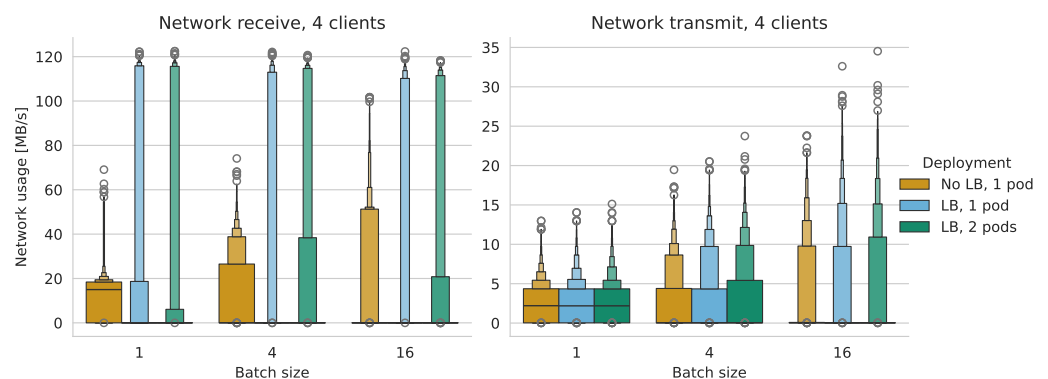 Network receive, 4 clients
Network usage [MB/s]
120
100
80
60
40
20
0
1
4
16
Batch size
Network transmit, 4 clients
35
30
25
20
15
10
5
0
1
4
16
Batch size
Deployment
No LB, 1 pod
LB, 1 pod
LB, 2 pods